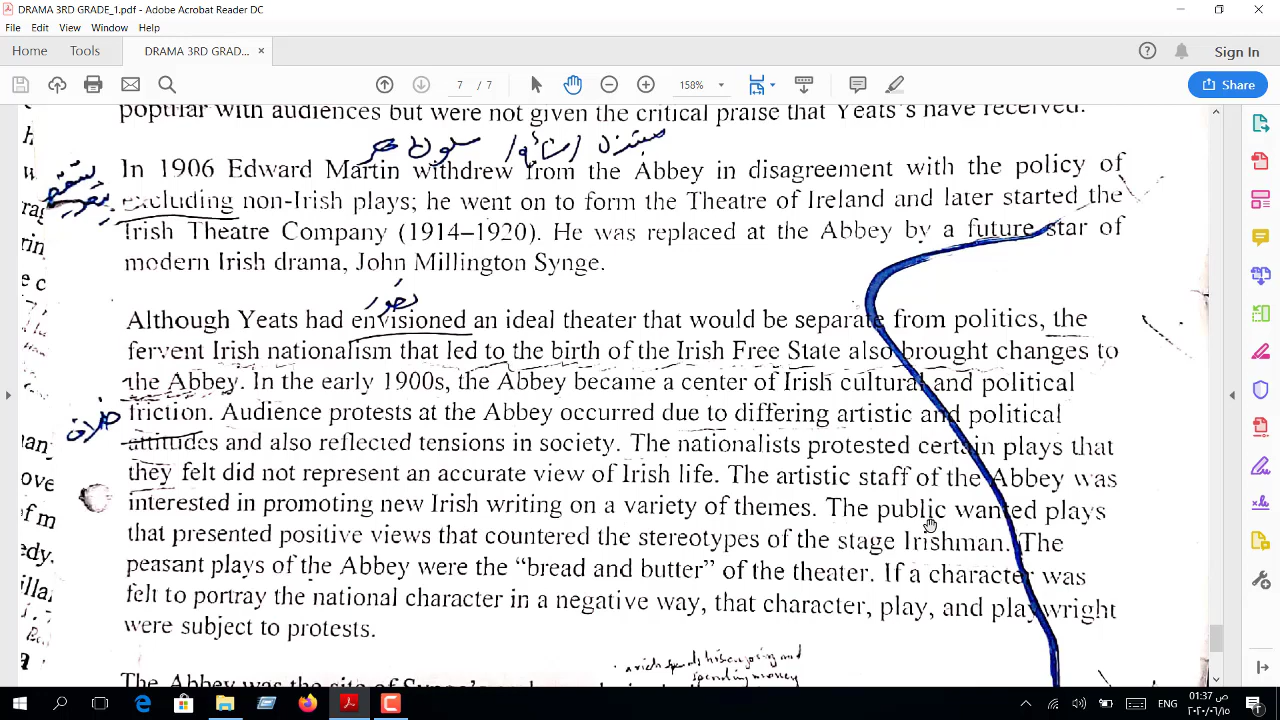 DRAMA 3RD GRADE_1.pdf - Adobe Acrobat Reader DC
File Edit View Window Help
Home Tools DRAMA 3RD GRAD... × Sign In
7 / 7 158% Share
popular with audiences but were not given the critical praise that Yeats's have received.
In 1906 Edward Martin withdrew from the Abbey in disagreement with the policy of
excluding non-Irish plays; he went on to form the Theatre of Ireland and later started the
Irish Theatre Company (1914–1920). He was replaced at the Abbey by a future star of
modern Irish drama, John Millington Synge.
تصور
Although Yeats had envisioned an ideal theater that would be separate from politics, the
fervent Irish nationalism that led to the birth of the Irish Free State also brought changes to
the Abbey. In the early 1900s, the Abbey became a center of Irish cultural and political
friction. Audience protests at the Abbey occurred due to differing artistic and political
خلاف
attitudes and also reflected tensions in society. The nationalists protested certain plays that
they felt did not represent an accurate view of Irish life. The artistic staff of the Abbey was
interested in promoting new Irish writing on a variety of themes. The public wanted plays
that presented positive views that countered the stereotypes of the stage Irishman. The
peasant plays of the Abbey were the “bread and butter” of the theater. If a character was
felt to portray the national character in a negative way, that character, play, and playwright
were subject to protests.
spending money
The Abbey was the site of Synge's
ENG 01:37 ص
٢٠٢٠/٠٦/١٥